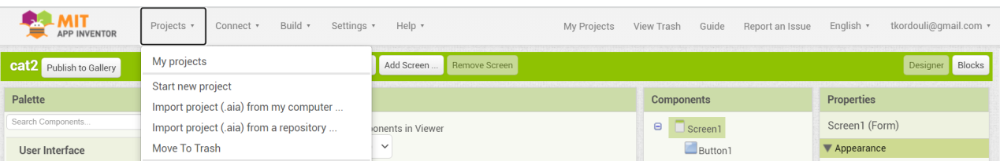 MIT
APP INVENTOR
Projects Connect Build Settings Help My Projects View Trash Guide Report an Issue English tkordouli@gmail.com
My projects
cat2 Publish to Gallery Add Screen ... Remove Screen Designer Blocks
Start new project
Palette Components Properties
Import project (.aia) from my computer ...
Search Components... Import project (.aia) from a repository ... onents in Viewer Screen1 Screen1 (Form)
User Interface Move To Trash Button1 Appearance